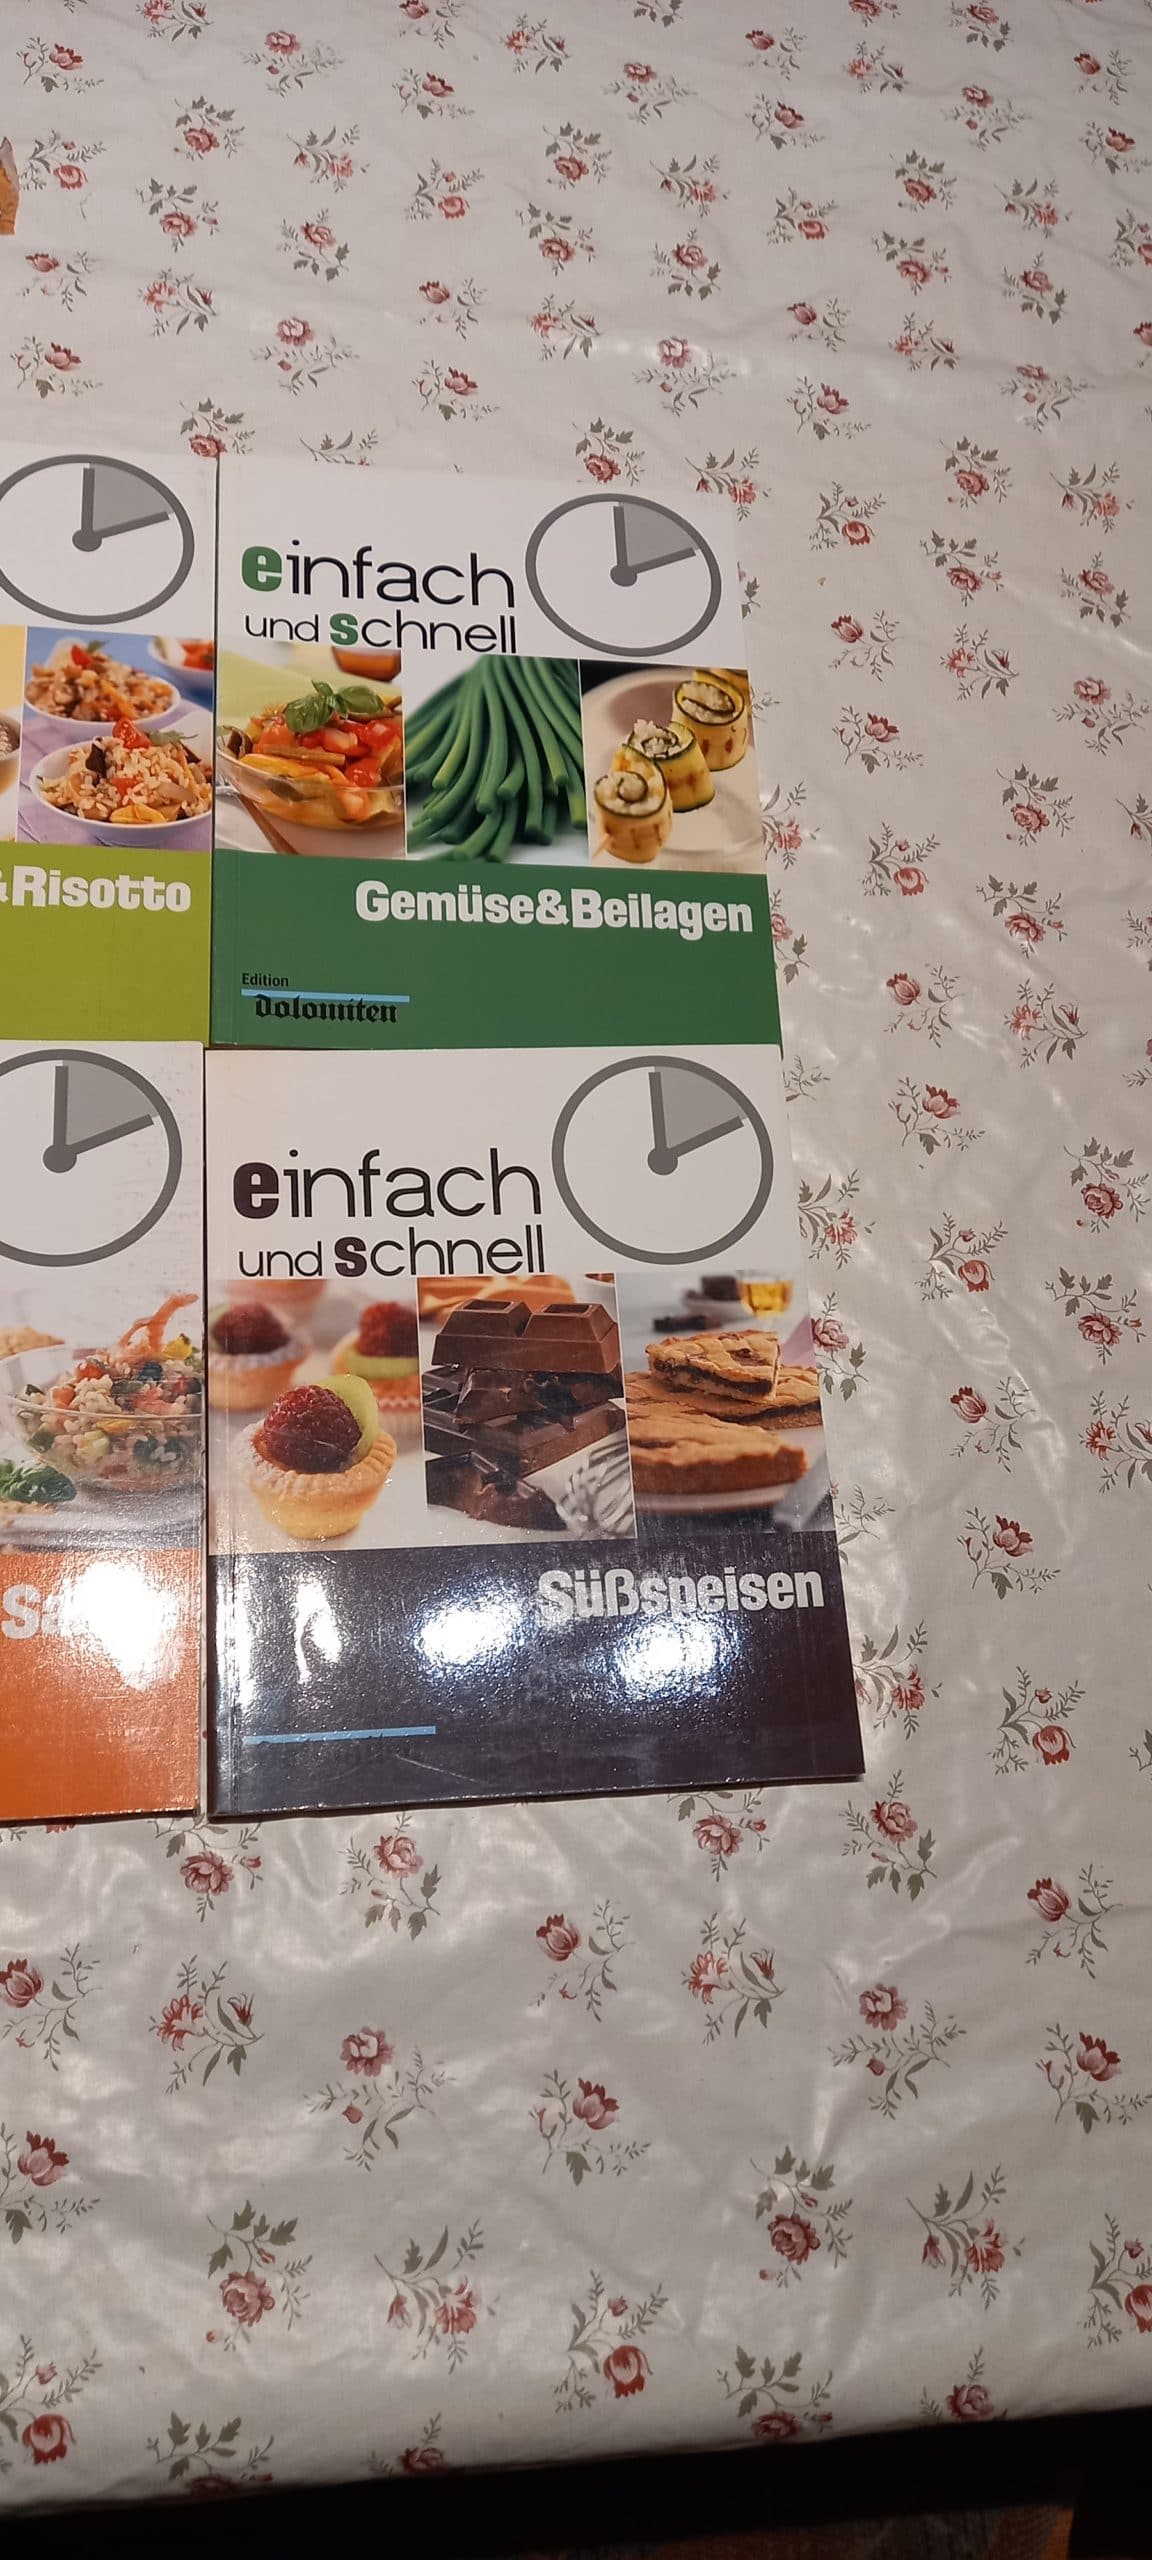 &Risotto
einfach
und schnell
Gemüse&Beilagen
Edition
Dolomiten
einfach
und schnell
Süßspeisen